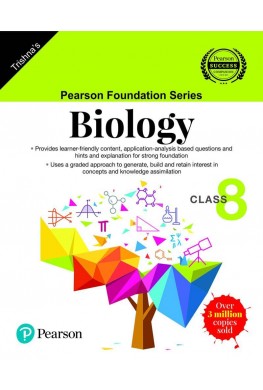 Trishna's
Pearson
SUCCESS
Pearson Foundation Series
Biology
• Provides learner-friendly content, application-analysis based questions and
hints and explanation for strong foundation
• Uses a graded approach to generate, build and retain interest in
concepts and knowledge assimilation
CLASS 8
Over
3 million
copies
sold
Pearson